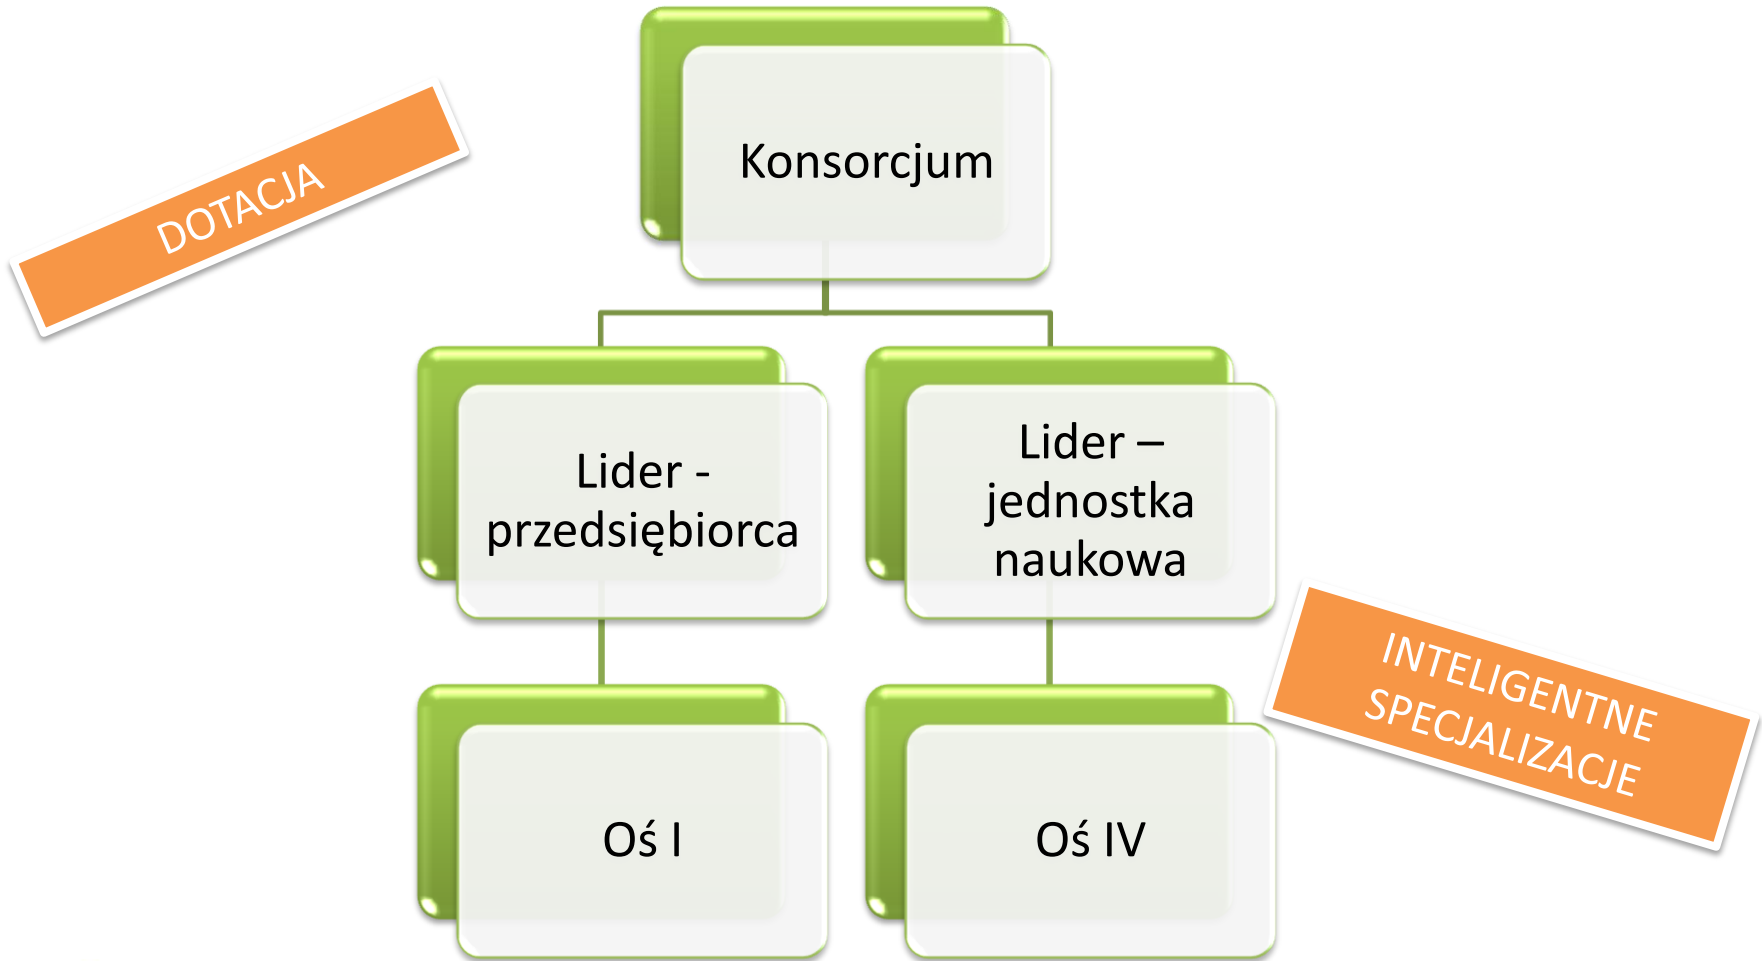 Konsorcjum
DOTACJA
Lider -
przedsiębiorca
Lider –
jednostka
naukowa
INTELIGENTNE
SPECJALIZACJE
Oś I
Oś IV